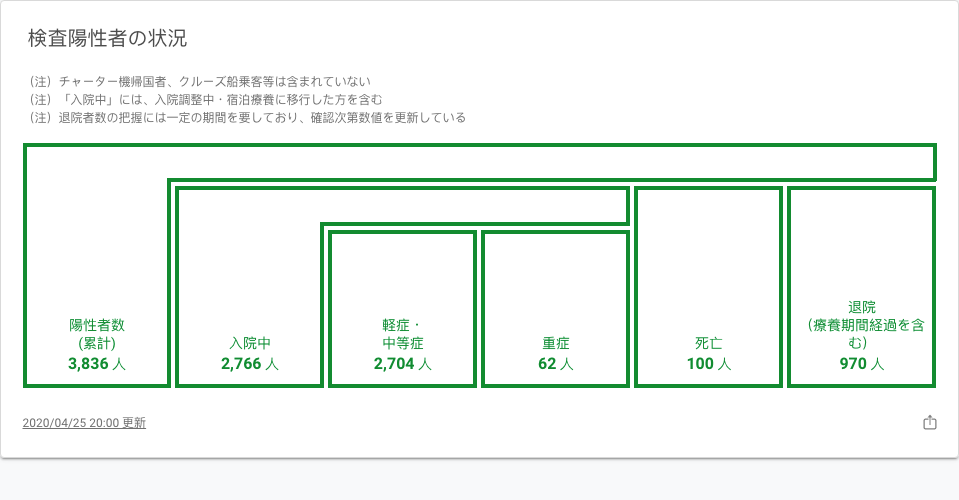 検査陽性者の状況
（注）チャーター機帰国者、クルーズ船乗客等は含まれていない
（注）「入院中」には、入院調整中・宿泊療養に移行した方を含む
（注）退院者数の把握には一定の期間を要しており、確認次第数値を更新している
陽性者数
(累計)
3,836 人
入院中
2,766 人
軽症・
中等症
2,704 人
重症
62 人
死亡
100 人
退院
（療養期間経過を含
む）
970 人
2020/04/25 20:00 更新